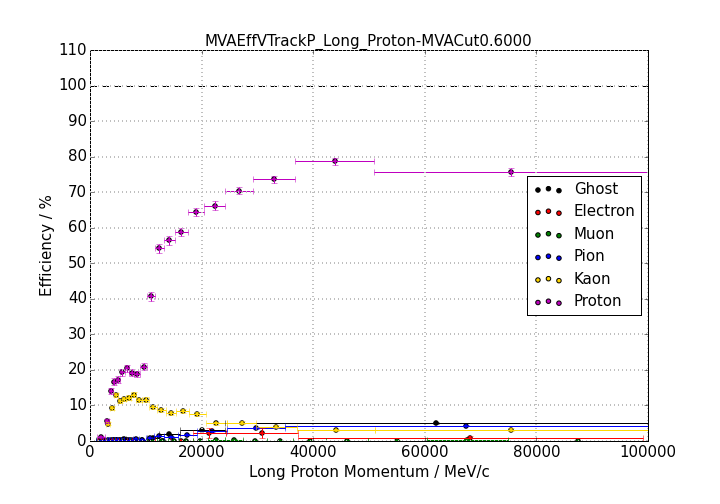 MVAEffVTrackP_Long_Proton-MVACut0.6000
110
100
90
80
70
60
50
40
30
20
10
0
Efficiency / %
Ghost
Electron
Muon
Pion
Kaon
Proton
0 20000 40000 60000 80000 100000
Long Proton Momentum / MeV/c